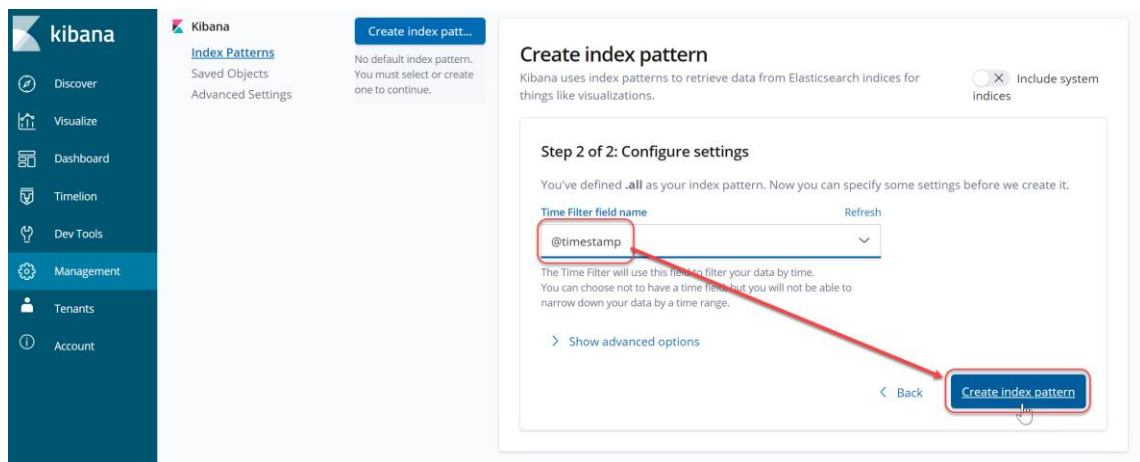 kibana
Discover
Visualize
Dashboard
Timelion
Dev Tools
Management
Tenants
Account
Kibana
Index Patterns
Saved Objects
Advanced Settings
Create index patt...
No default index pattern.
You must select or create
one to continue.
Create index pattern
Kibana uses index patterns to retrieve data from Elasticsearch indices for
things like visualizations.
Include system
indices
Step 2 of 2: Configure settings
You've defined .all as your index pattern. Now you can specify some settings before we create it.
Time Filter field name
Refresh
@timestamp
The Time Filter will use this field to filter your data by time.
You can choose not to have a time field, but you will not be able to
narrow down your data by a time range.
Show advanced options
Back
Create index pattern